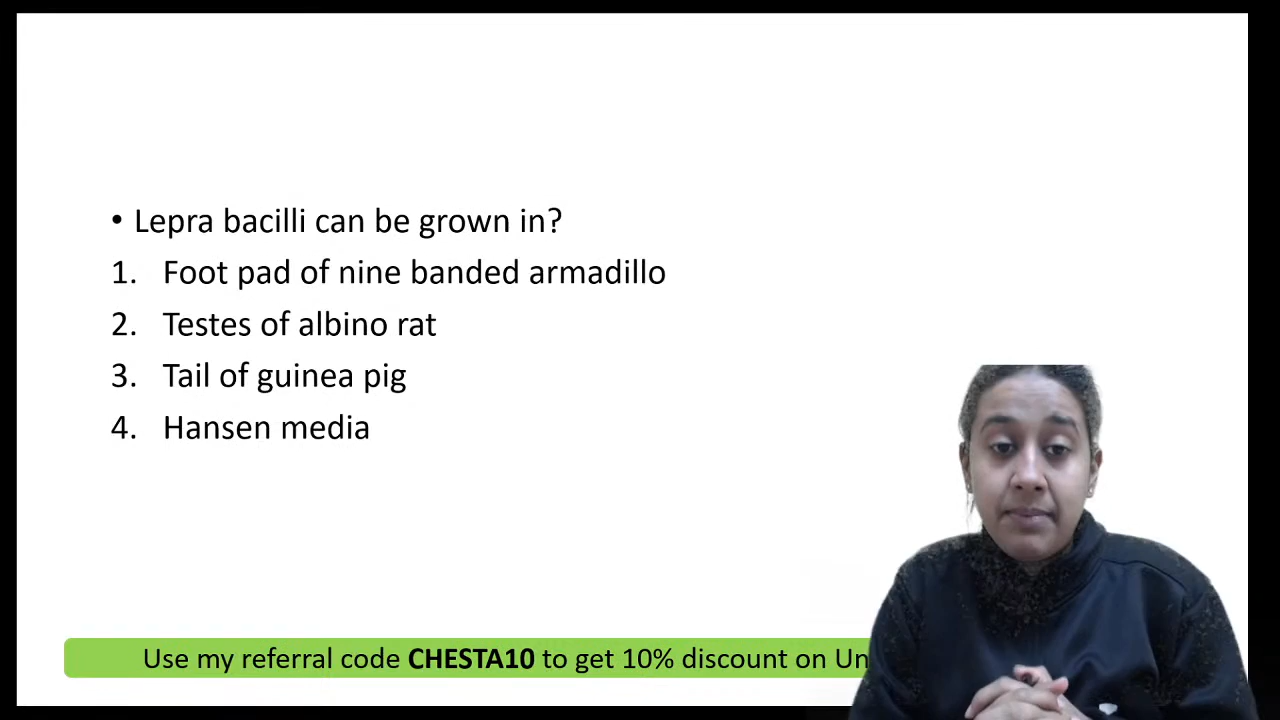 • Lepra bacilli can be grown in?
1. Foot pad of nine banded armadillo
2. Testes of albino rat
3. Tail of guinea pig
4. Hansen media
Use my referral code CHESTA10 to get 10% discount on